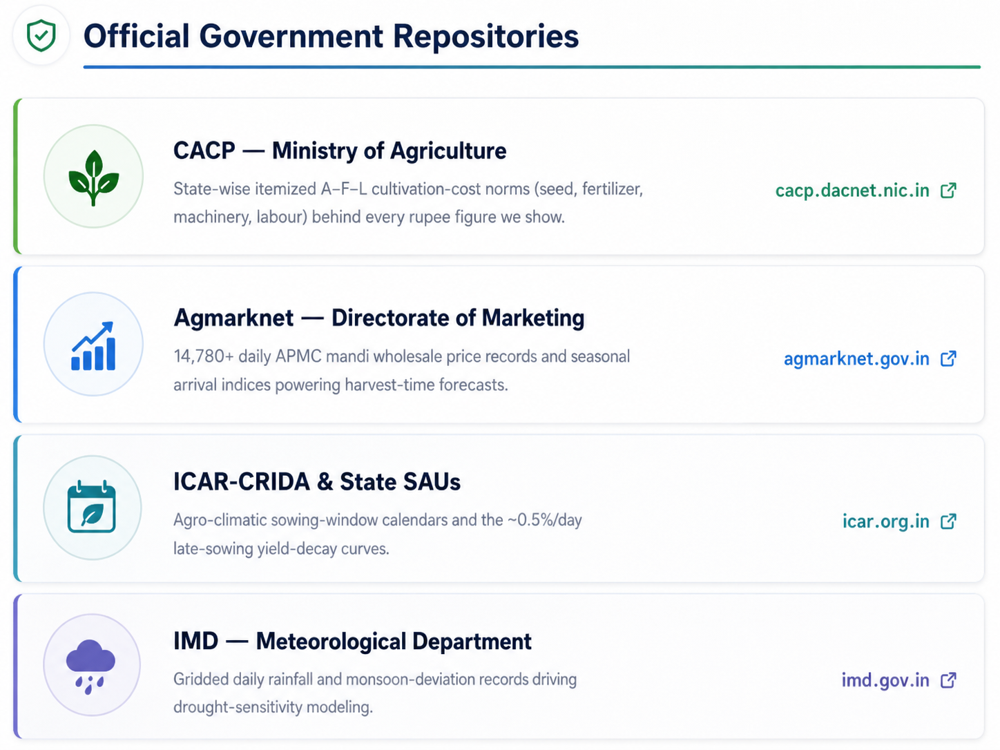 Official Government Repositories
CACP — Ministry of Agriculture
State-wise itemized A–F–L cultivation-cost norms (seed, fertilizer,
machinery, labour) behind every rupee figure we show.
cacp.dacnet.nic.in
Agmarknet — Directorate of Marketing
14,780+ daily APMC mandi wholesale price records and seasonal
arrival indices powering harvest-time forecasts.
agmarknet.gov.in
ICAR-CRIDA & State SAUs
Agro-climatic sowing-window calendars and the ~0.5%/day
late-sowing yield-decay curves.
icar.org.in
IMD — Meteorological Department
Gridded daily rainfall and monsoon-deviation records driving
drought-sensitivity modeling.
imd.gov.in